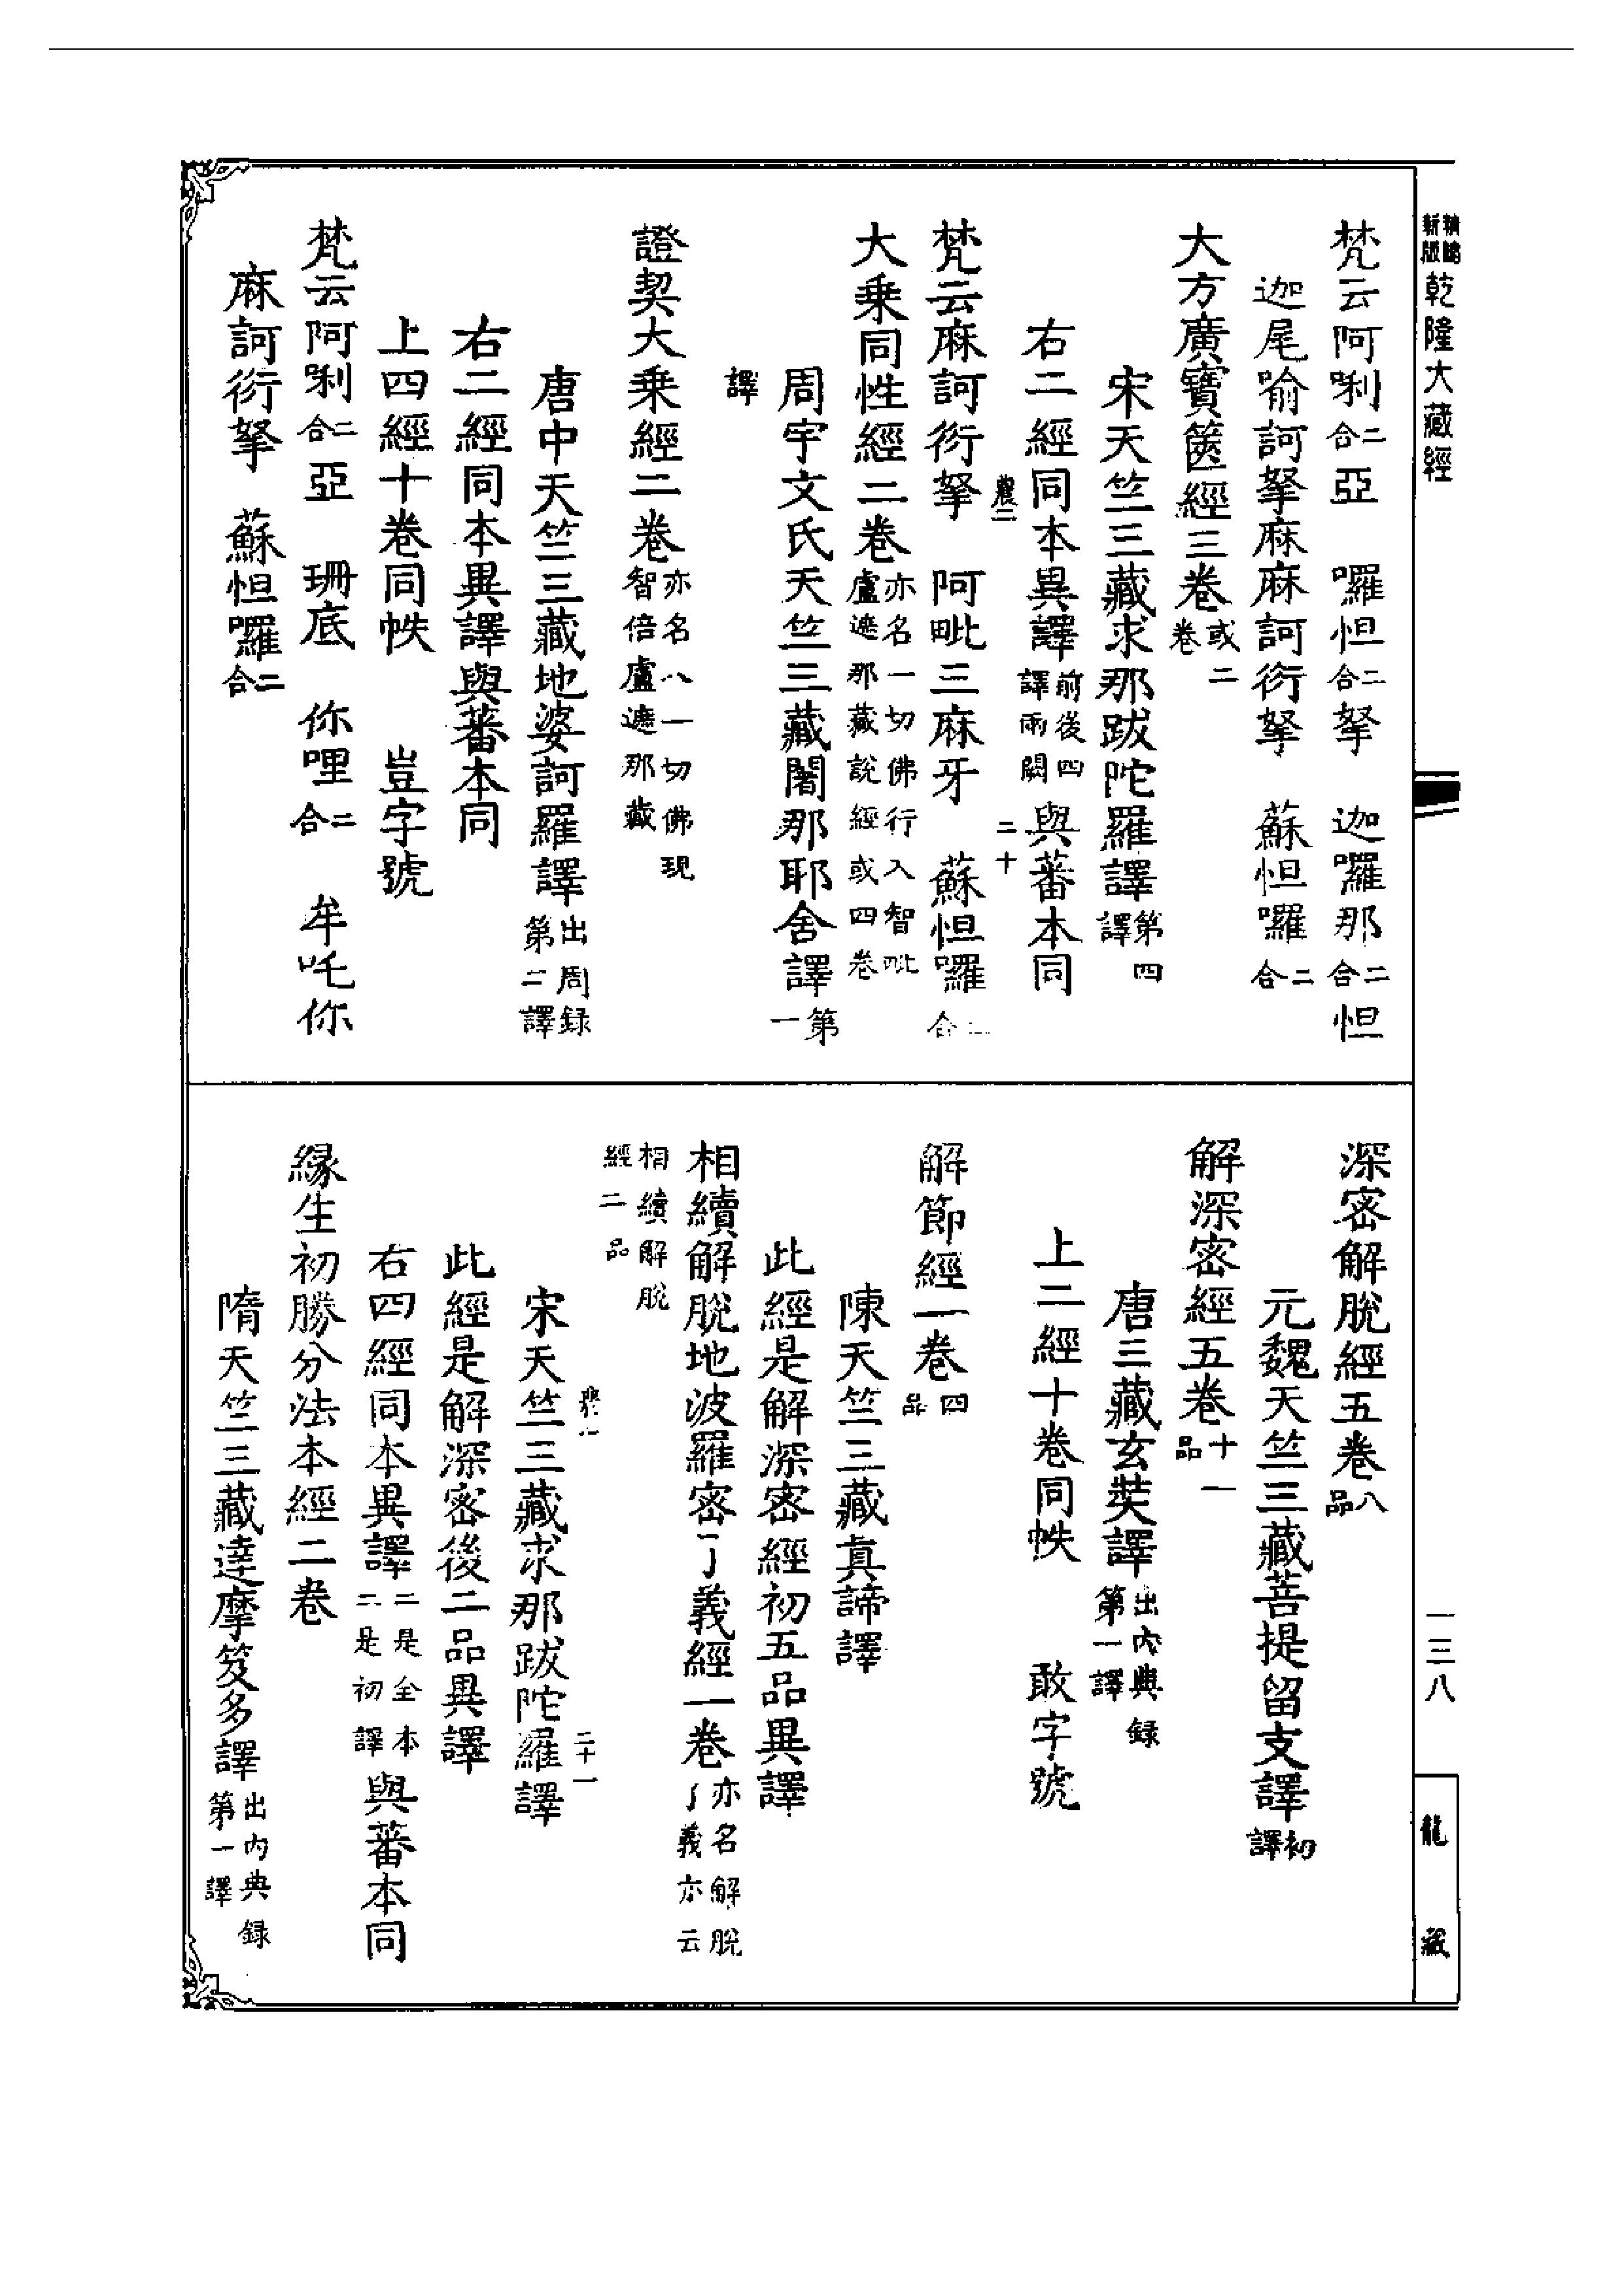 新版
乾隆大藏經
梵云阿唎二合亞　囉怛二合拏　迦囉那二合怛
迦尾喻訶拏麻麻訶衍拏　蘇怛囉二合
大方廣寶篋經三卷或二卷
宋天竺三藏求那跋陀羅譯第四譯
右二經同本異譯前後四譯兩闕與蕃本同
二十
梵云麻訶衍拏　阿毗三麻牙　蘇怛囉二合
大乗同性經二卷亦名一切佛行入智毗盧遮那藏說經或四卷
周宇文氏天竺三藏闍那耶舍譯第一
譯
證契大乗經二卷亦名入一切佛現智倍盧遮那藏
唐中天竺三藏地婆訶羅譯出周録第二譯
右二經同本異譯與蕃本同
上四經十卷同帙　豈字號
梵云阿唎二合亞　珊底　你哩二合　牟吒你
麻訶衍拏　蘇怛囉二合
深密解脫經五卷八品
元魏天竺三藏菩提留支譯初譯
解深密經五卷十一品
唐三藏玄奘譯出內典録第一譯
上二經十卷同帙　敢字號
解節經一卷四品
陳天竺三藏真諦譯
此經是解深密經初五品異譯
相續解脫地波羅密了義經一卷亦名解脫了義亦云
相續解脫經二品
二十一
宋天竺三藏求那跋陀羅譯
此經是解深密後二品異譯
右四經同本異譯二是全本二是初譯與蕃本同
緣生初勝分法本經二卷
隋天竺三藏達摩笈多譯出內典録第一譯
一三八
龍藏